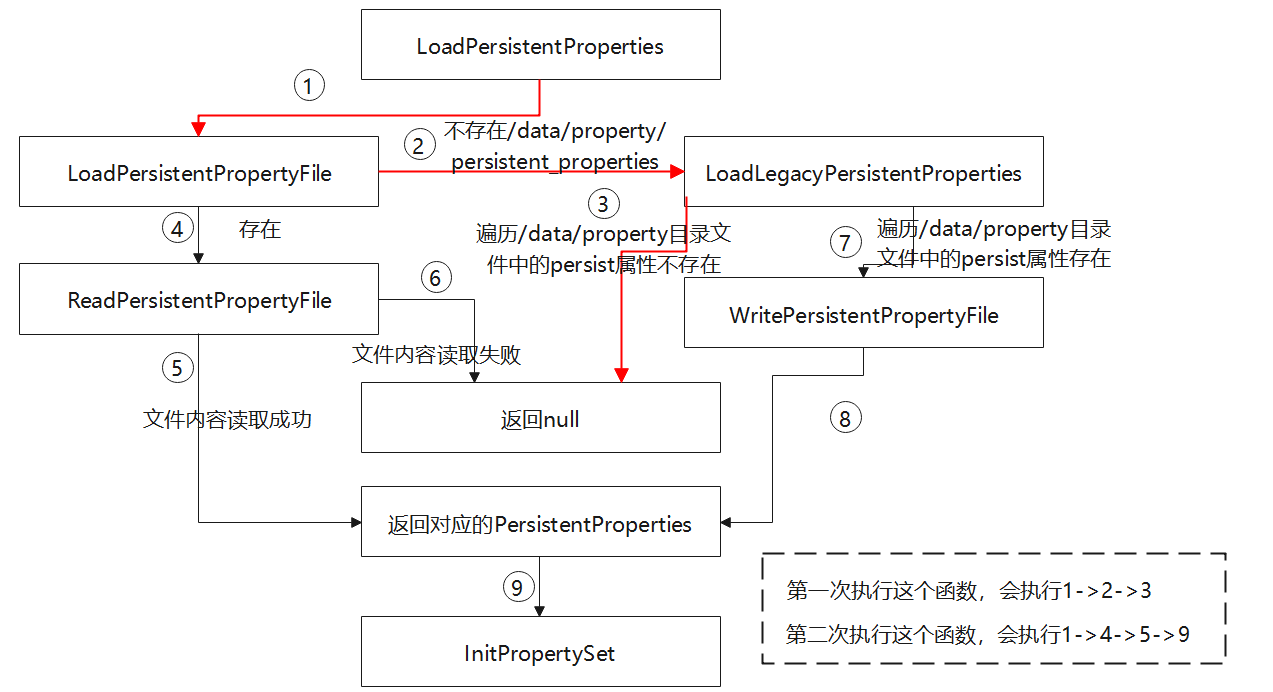 LoadPersistentProperties
①
②
不存在/data/property/
persistent_properties
LoadPersistentPropertyFile
LoadLegacyPersistentProperties
③
④
存在
遍历/data/property目录文
件中的persist属性不存在
⑦
遍历/data/property目录
文件中的persist属性存在
ReadPersistentPropertyFile
⑥
WritePersistentPropertyFile
⑤
文件内容读取失败
文件内容读取成功
返回null
⑧
返回对应的PersistentProperties
⑨
InitPropertySet
第一次执行这个函数，会执行1->2->3
第二次执行这个函数，会执行1->4->5->9